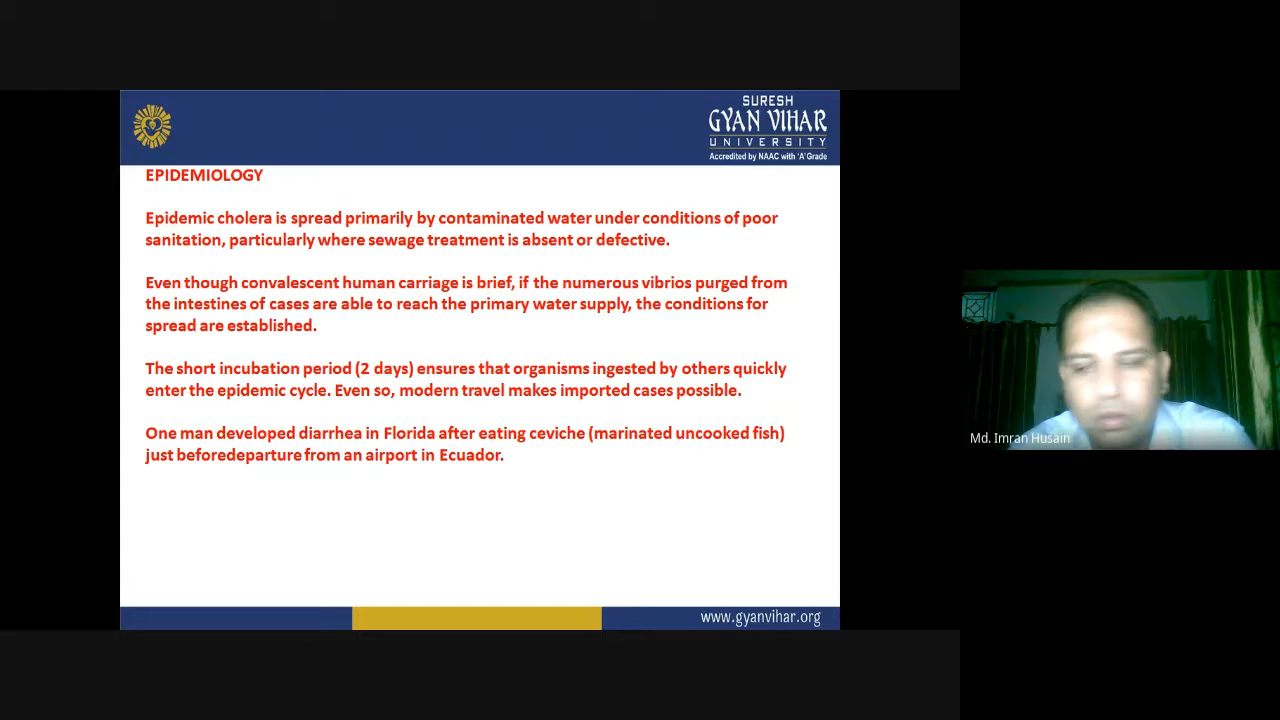 SURESH
GYAN VIHAR
UNIVERSITY
Accredited by NAAC with 'A' Grade
EPIDEMIOLOGY
Epidemic cholera is spread primarily by contaminated water under conditions of poor
sanitation, particularly where sewage treatment is absent or defective.
Even though convalescent human carriage is brief, if the numerous vibrios purged from
the intestines of cases are able to reach the primary water supply, the conditions for
spread are established.
The short incubation period (2 days) ensures that organisms ingested by others quickly
enter the epidemic cycle. Even so, modern travel makes imported cases possible.
One man developed diarrhea in Florida after eating ceviche (marinated uncooked fish)
just beforedeparture from an airport in Ecuador.
Md. Imran Husain
www.gyanvihar.org